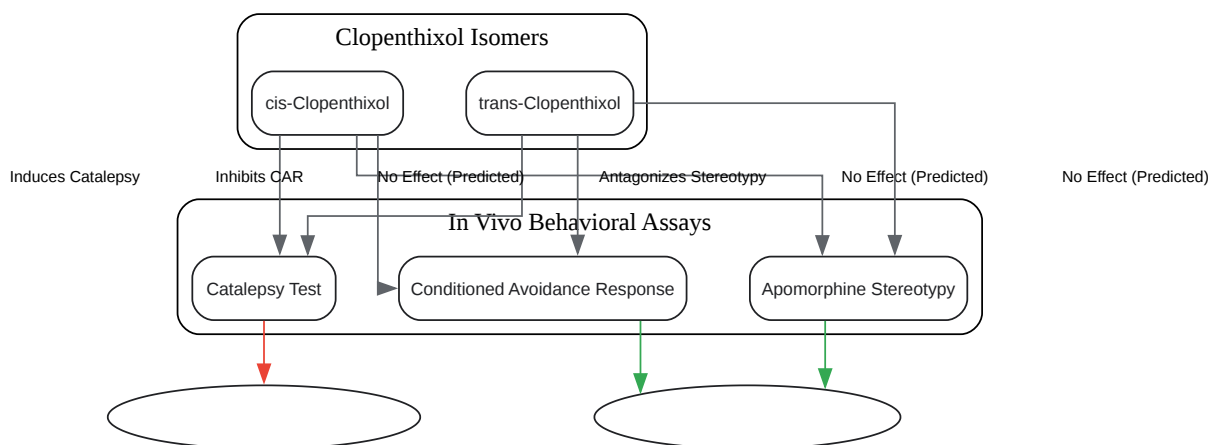 Clopenthixol Isomers
cis-Clopenthixol
trans-Clopenthixol
Induces Catalepsy
Inhibits CAR
No Effect (Predicted)
Antagonizes Stereotypy
No Effect (Predicted)
No Effect (Predicted)
In Vivo Behavioral Assays
Catalepsy Test
Conditioned Avoidance Response
Apomorphine Stereotypy